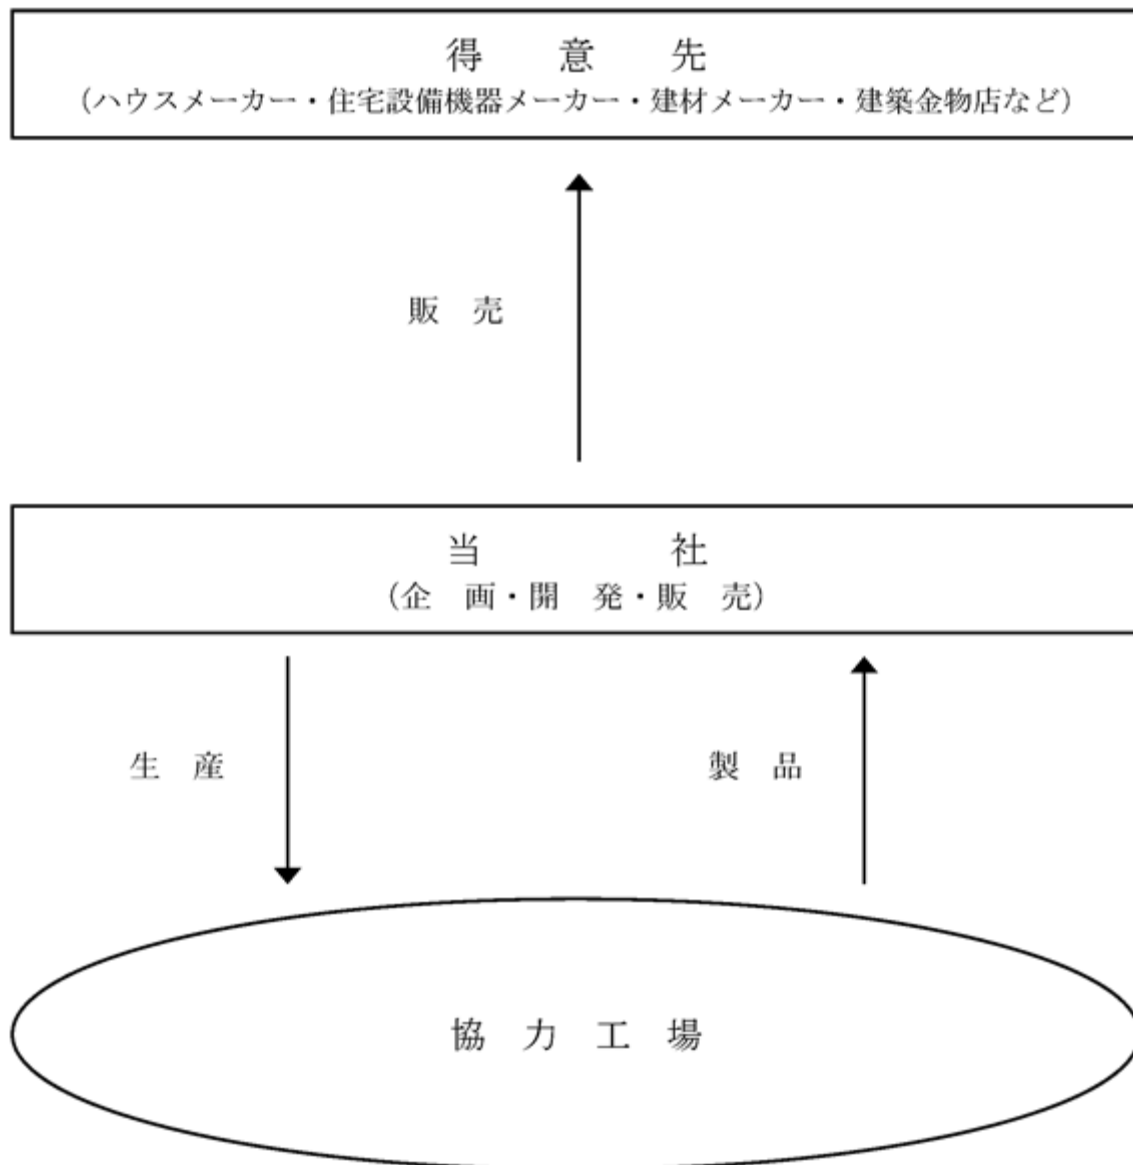 得意先
(ハウスメーカー・住宅設備機器メーカー・建材メーカー・建築金物店など)
販売
当社
(企画・開発・販売)
生産
製品
協力工場